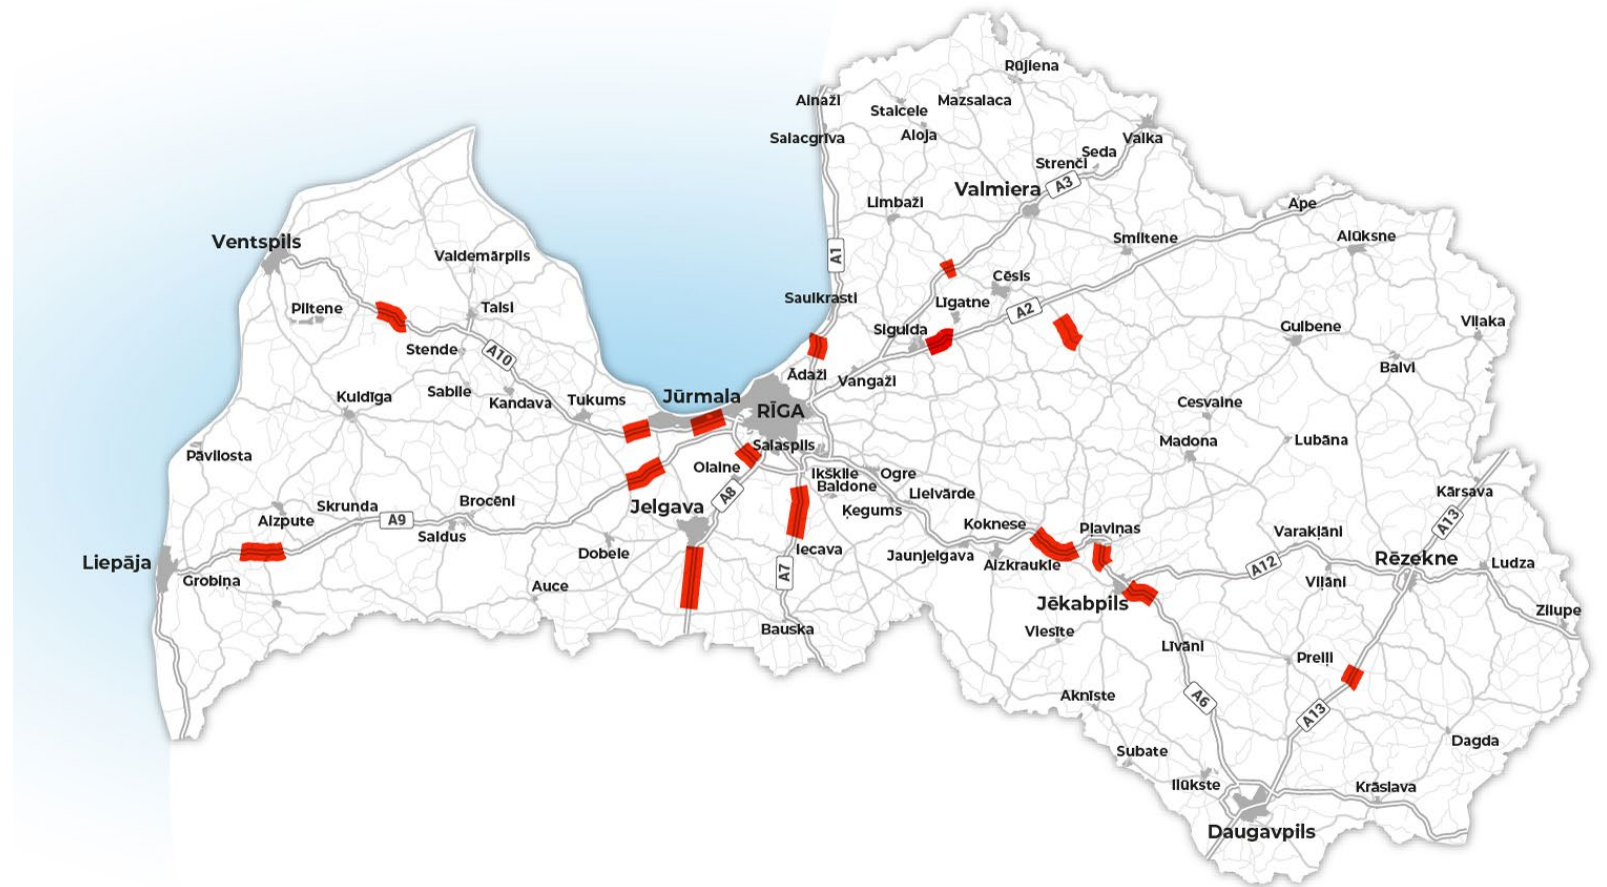 Rūjiena
Ainaži
Staicele
Mazsalaca
Salacgrīva
Aloja
Valka
Seda
Strenči
Valmiera
A3
Limbaži
Ape
Smiltene
Alūksne
Ventspils
Valdemārpils
A1
Cēsis
Saulkrasti
Līgatne
A2
Piltene
Talsi
Sigulda
Gulbene
Viļaka
Stende
A10
Ādaži
Vangaži
Balvi
Kuldīga
Sabile
Kandava
Tukums
Jūrmala
RĪGA
Cesvaine
Madona
Lubāna
Pāvilosta
Salaspils
Olaine
Ikšķile
Ogre
Baldone
Lielvārde
Ķegums
Kārsava
A13
Aizpute
Skrunda
A9
Brocēni
Saldus
Jelgava
A8
Koknese
Pļaviņas
Varakļāni
Liepāja
Grobiņa
Dobele
Iecava
Jaunjelgava
Aizkraukle
A12
Rēzekne
Ludza
Viļāni
Auce
A7
Jēkabpils
Zilupe
Bauska
Viesīte
Līvāni
Preiļi
Aknīste
A6
A13
Dagda
Subate
Ilūkste
Krāslava
Daugavpils